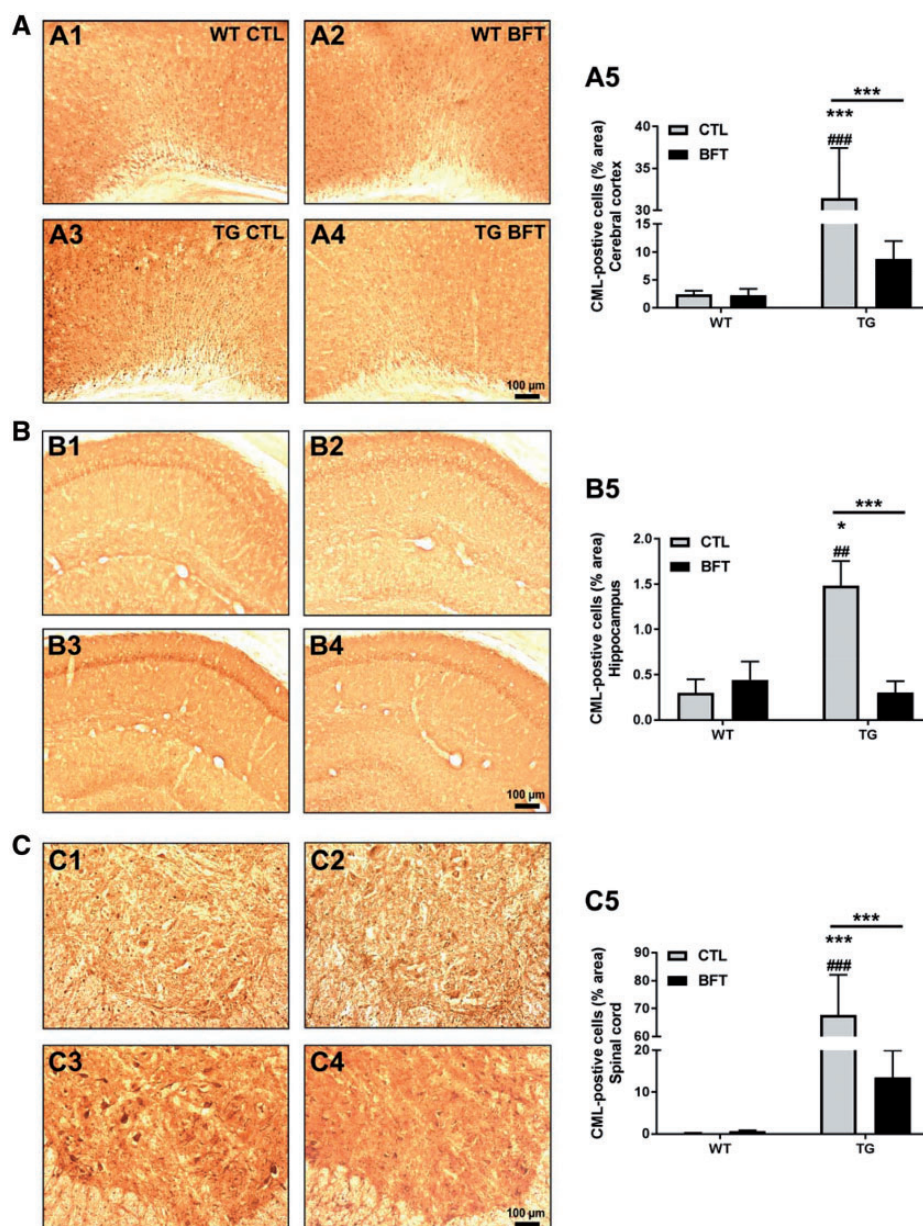 A
A1
WT CTL
A2
WT BFT
A3
TG CTL
A4
TG BFT
100 µm
A5
***
***
###
CTL
BFT
CML-postive cells (% area)
Cerebral cortex
40
35
30
15
10
5
0
WT
TG
B
B1
B2
B3
B4
100 µm
B5
***
*
##
CTL
BFT
CML-postive cells (% area)
Hippocampus
2.0
1.5
1.0
0.5
0.0
WT
TG
C
C1
C2
C3
C4
100 µm
C5
***
***
###
CTL
BFT
CML-postive cells (% area)
Spinal cord
90
80
70
60
20
10
0
WT
TG